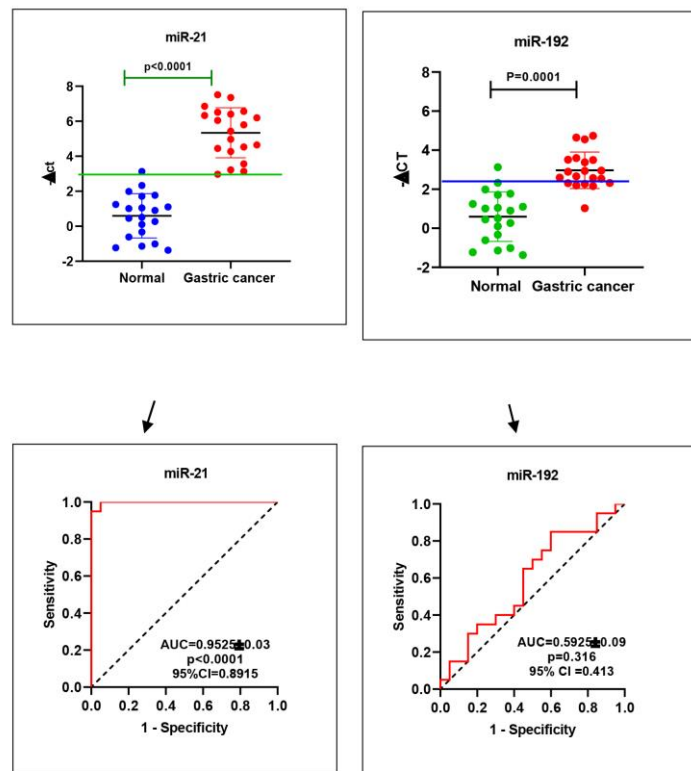 miR-21
p<0.0001
8
6
4
2
0
-2
-▲ct
Normal Gastric cancer
miR-192
P=0.0001
8
6
4
2
0
-2
-▲CT
Normal Gastric cancer
miR-21
1.0
0.8
0.6
0.4
0.2
0.0
Sensitivity
AUC=0.9525±0.03
p<0.0001
95%CI=0.8915
0.0 0.2 0.4 0.6 0.8 1.0
1 - Specificity
miR-192
1.0
0.8
0.6
0.4
0.2
0.0
Sensitivity
AUC=0.5925±0.09
p=0.316
95% CI =0.413
0.0 0.2 0.4 0.6 0.8 1.0
1 - Specificity